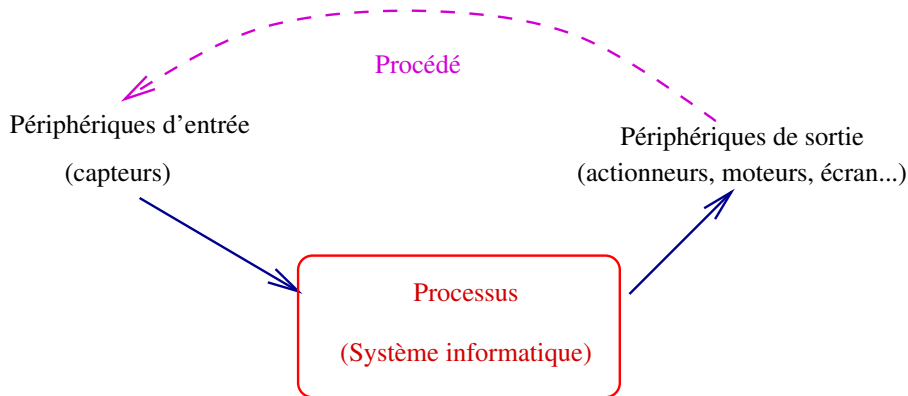 Procédé
Périphériques d'entrée
(capteurs)
Périphériques de sortie
(actionneurs, moteurs, écran...)
Processus
(Système informatique)